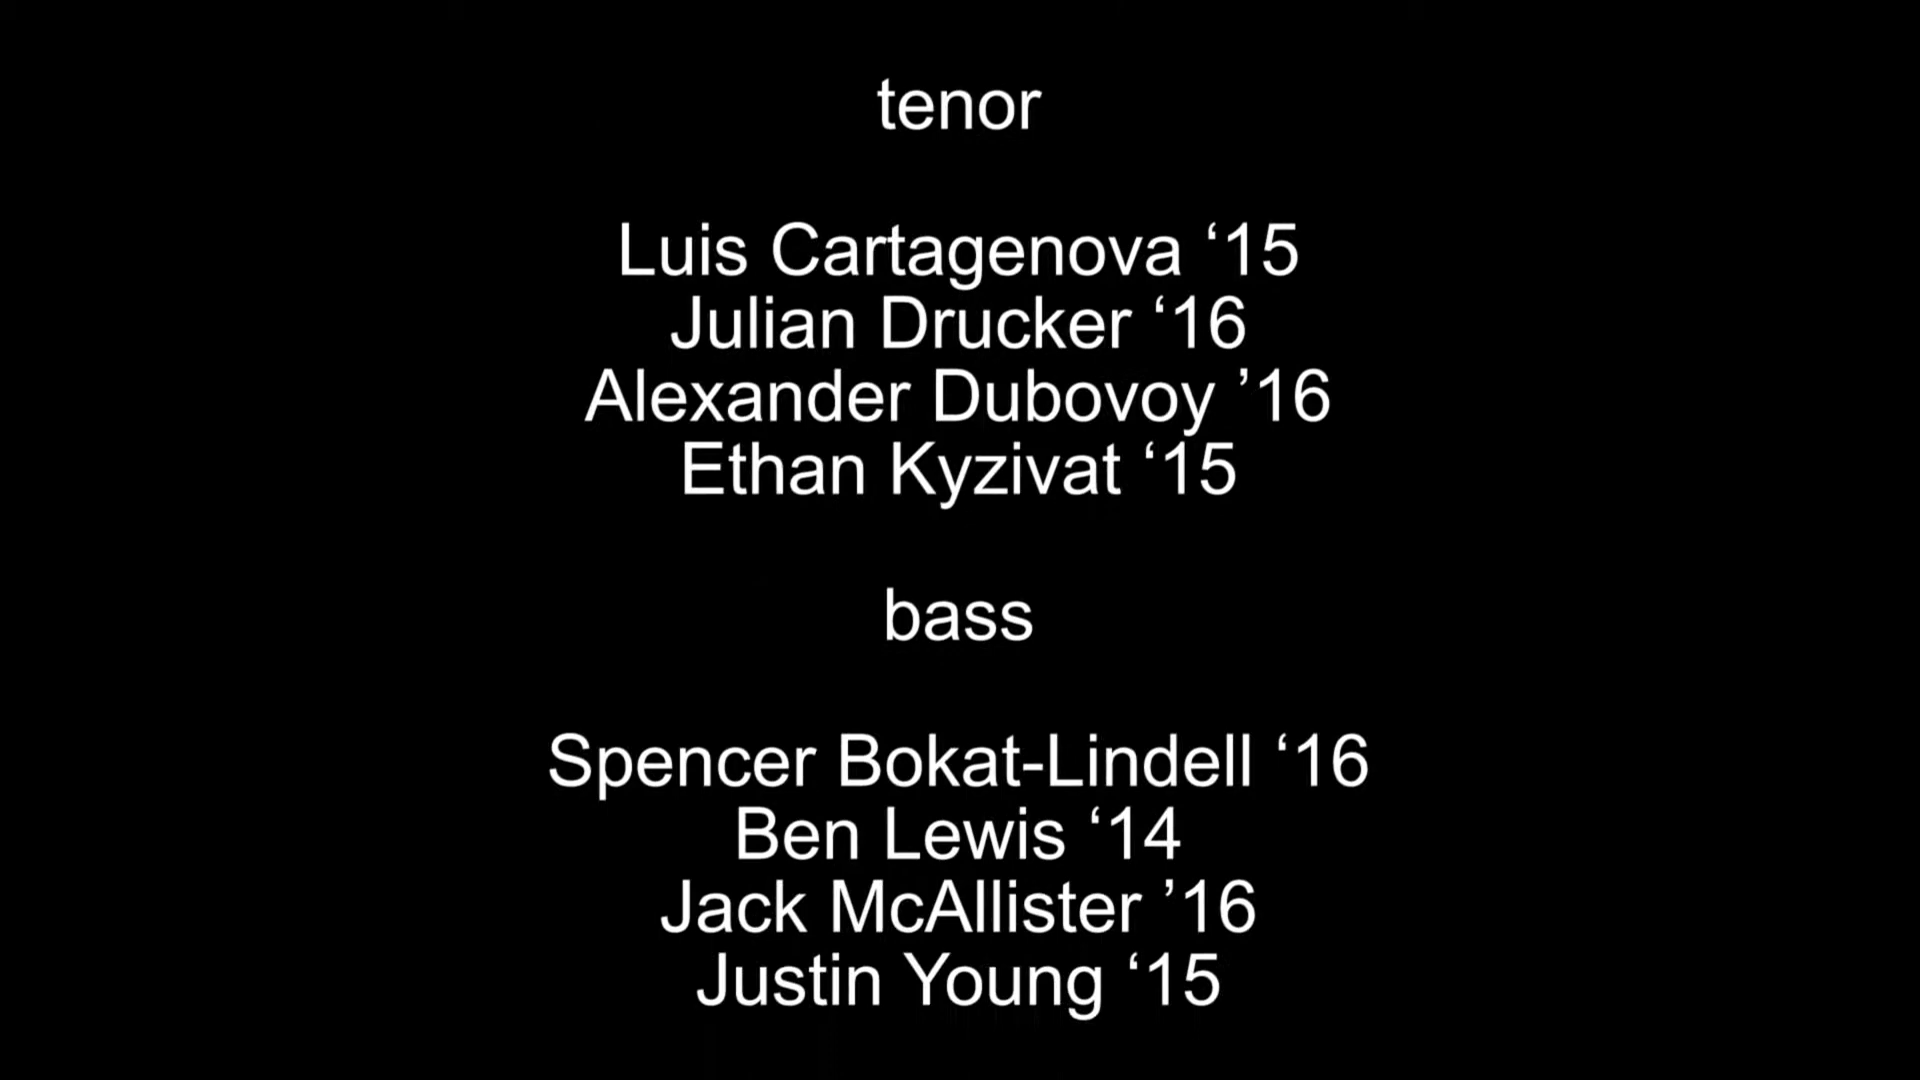 tenor
Luis Cartagenova ‘15
Julian Drucker ‘16
Alexander Dubovoy ’16
Ethan Kyzivat ‘15
bass
Spencer Bokat-Lindell ‘16
Ben Lewis ‘14
Jack McAllister ’16
Justin Young ‘15